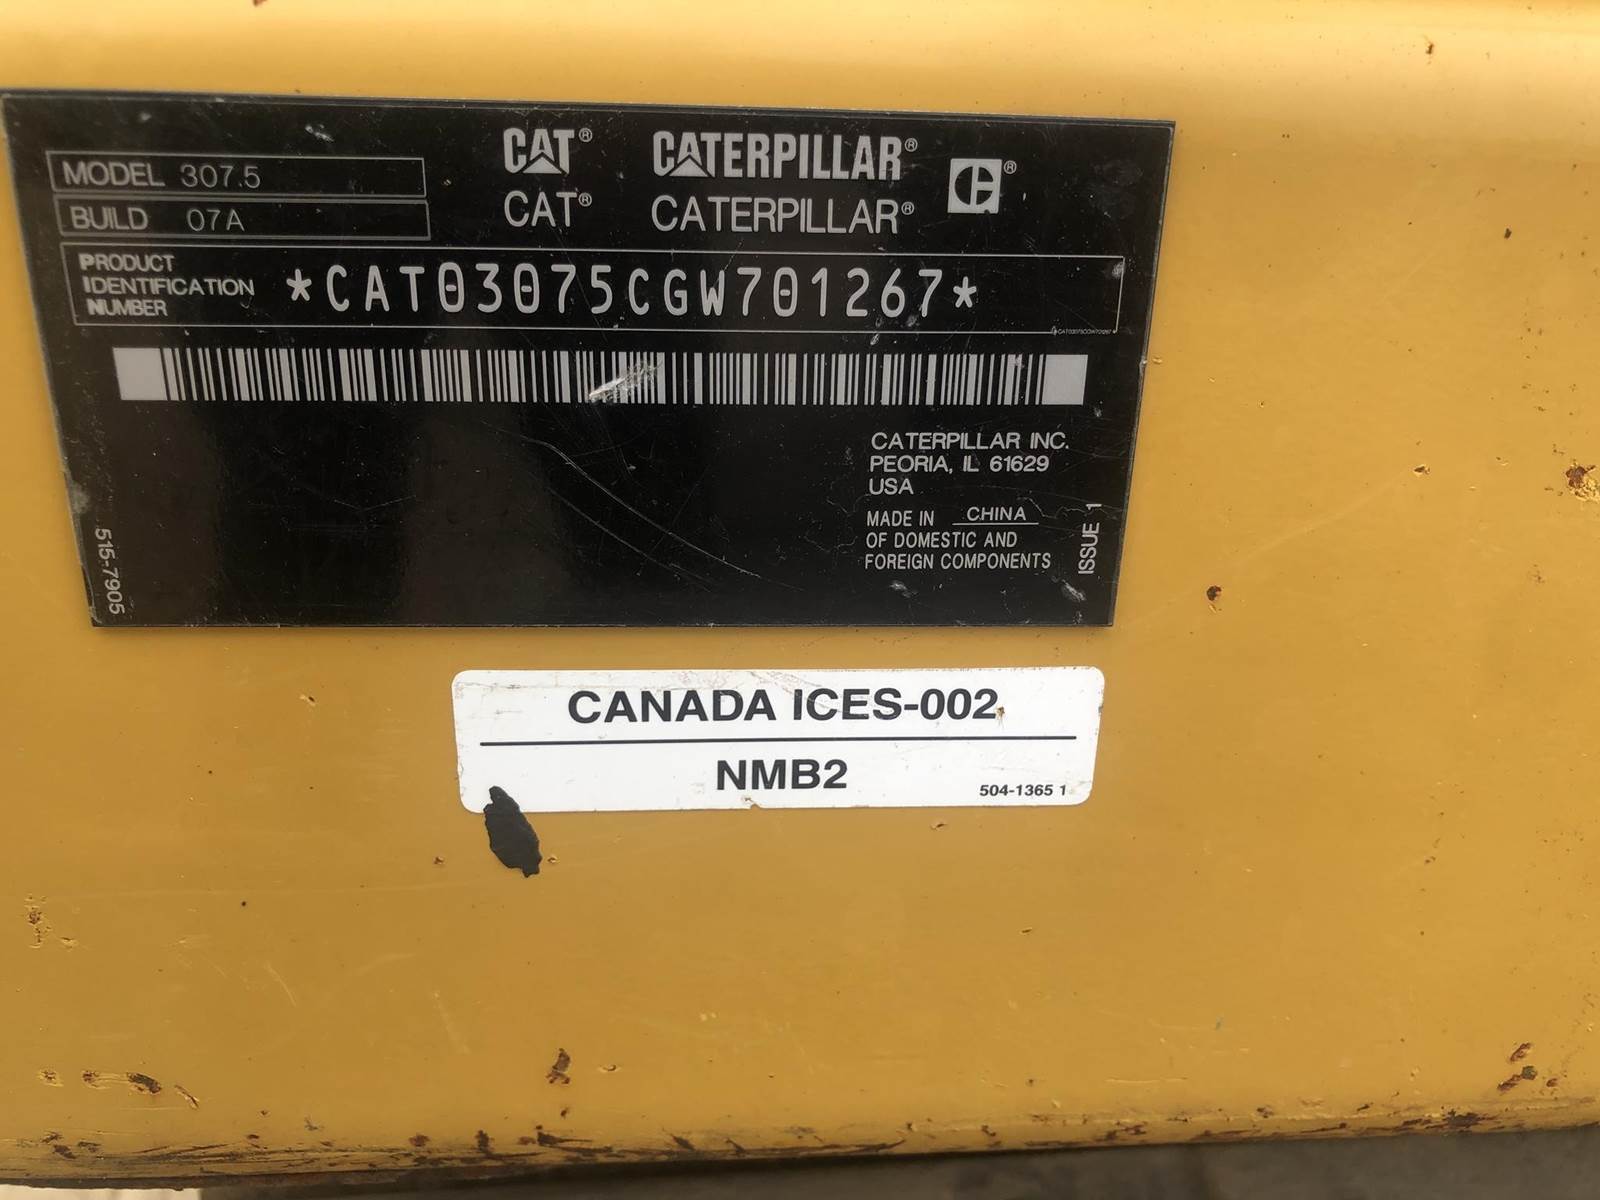 MODEL 307.5
BUILD 07A
CAT® CATERPILLAR® ®
CAT® CATERPILLAR®
PRODUCT
IDENTIFICATION
NUMBER
*CAT03075CGW701267*
CAT03075CGW701267
CATERPILLAR INC.
PEORIA, IL 61629
USA
MADE IN CHINA
OF DOMESTIC AND
FOREIGN COMPONENTS
ISSUE 1
515-7905
CANADA ICES-002
NMB2
504-1365 1